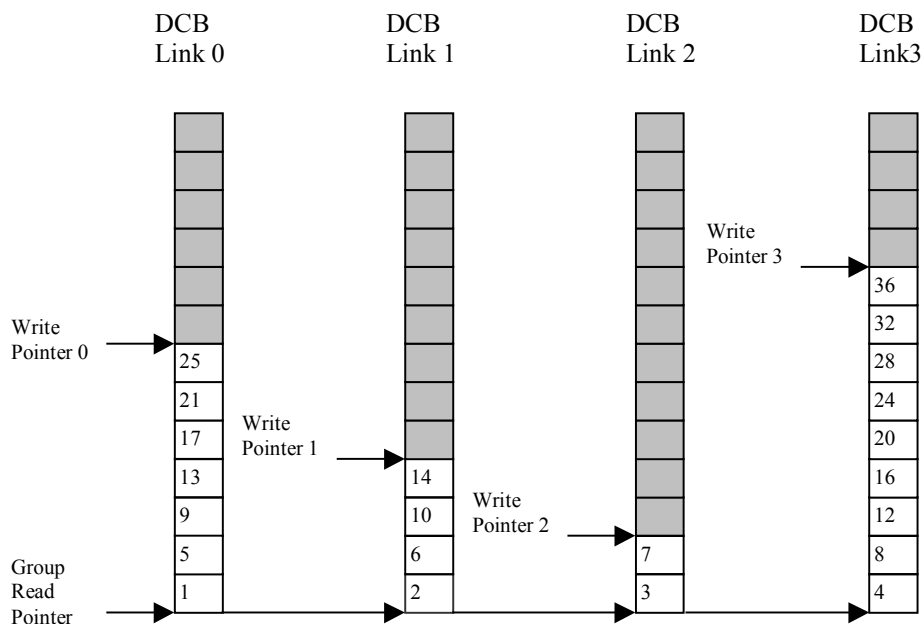 DCB
Link 0
DCB
Link 1
DCB
Link 2
DCB
Link3
Write
Pointer 3
36
32
Write
Pointer 0
25
28
21
24
Write
Pointer 1
17
20
13
14
16
Write
Pointer 2
9
10
12
5
6
7
8
Group
Read
Pointer
1
2
3
4